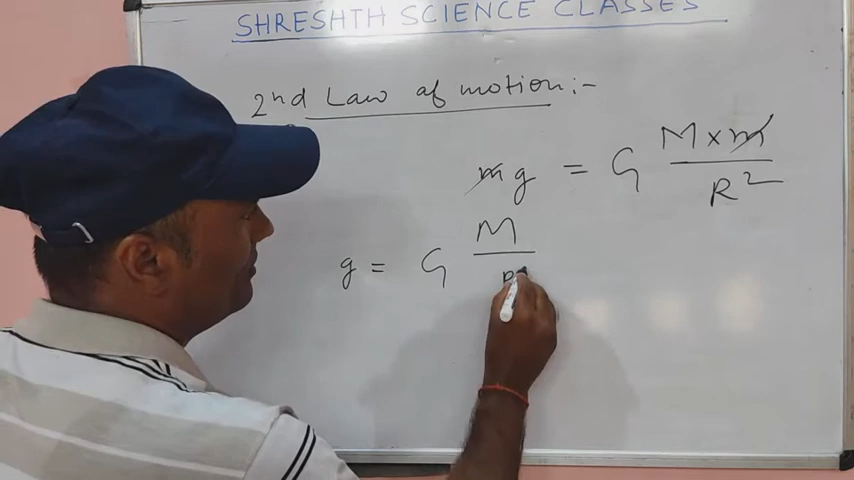 SHRESHTH SCIENCE CLASSES
2nd Law of motion:-
mg = G M×m / R²
g = G M / R